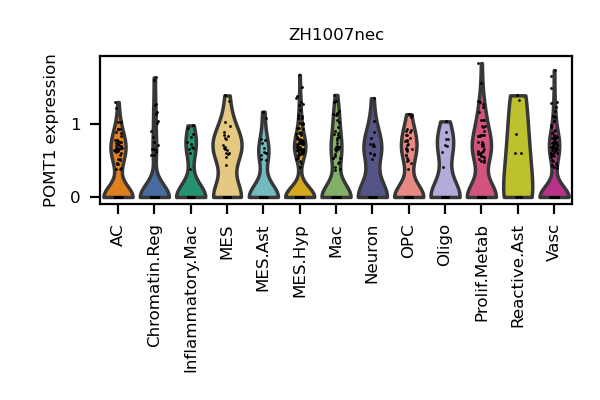 ZH1007nec
POMT1 expression
1
0
AC
Chromatin.Reg
Inflammatory.Mac
MES
MES.Ast
MES.Hyp
Mac
Neuron
OPC
Oligo
Prolif.Metab
Reactive.Ast
Vasc